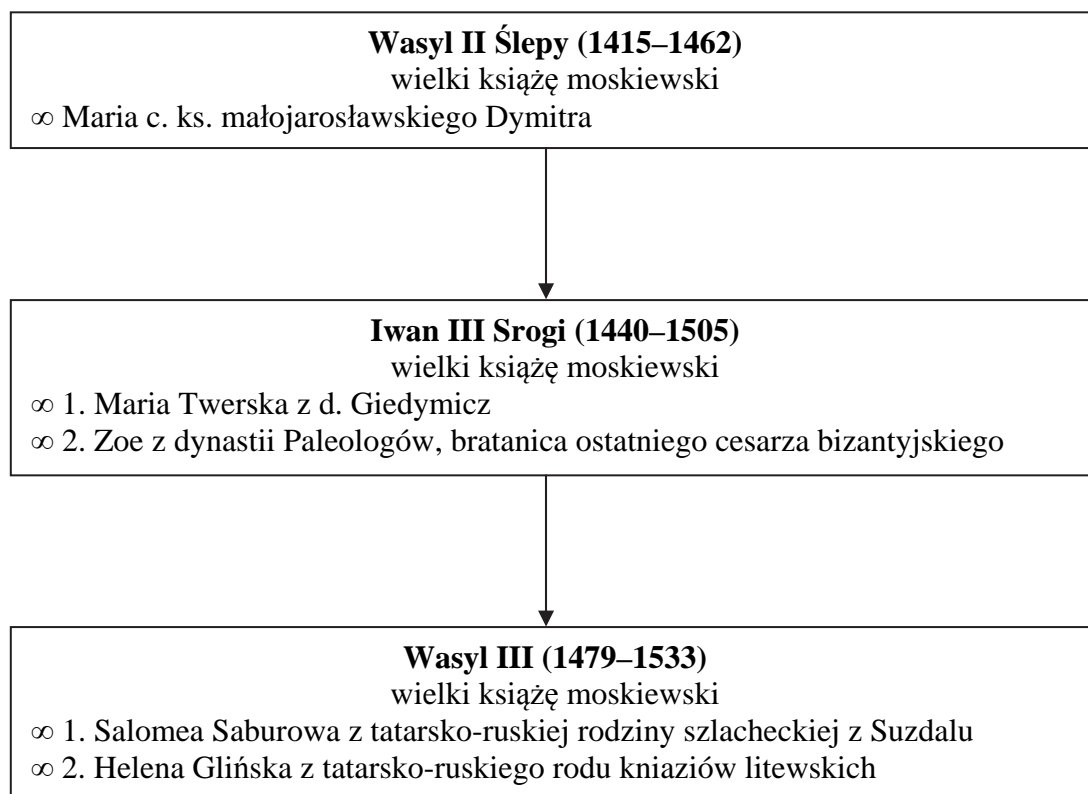 Wasyl II Ślepy (1415–1462)
wielki książę moskiewski
∞ Maria c. ks. małojarosławskiego Dymitra
Iwan III Srogi (1440–1505)
wielki książę moskiewski
∞ 1. Maria Twerska z d. Giedymicz
∞ 2. Zoe z dynastii Paleologów, bratanica ostatniego cesarza bizantyjskiego
Wasyl III (1479–1533)
wielki książę moskiewski
∞ 1. Salomea Saburowa z tatarsko-ruskiej rodziny szlacheckiej z Suzdalu
∞ 2. Helena Glińska z tatarsko-ruskiego rodu kniaziów litewskich